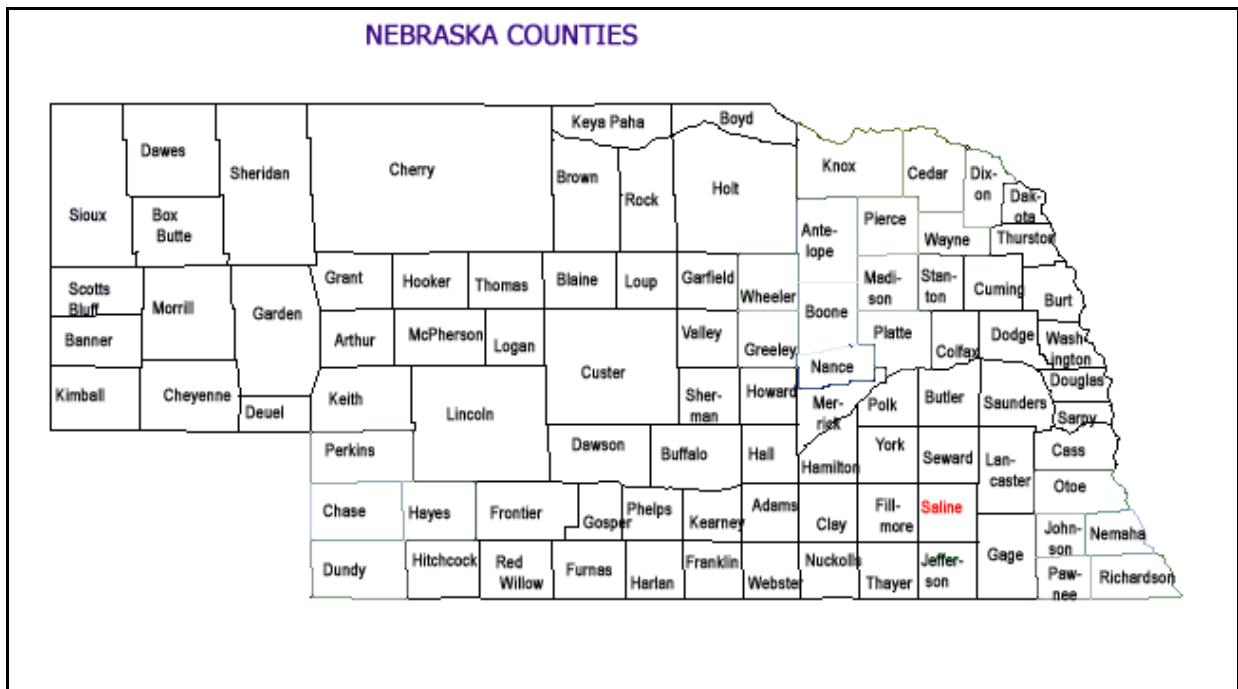 NEBRASKA COUNTIES
Keya Paha
Boyd
Dawes
Sheridan
Cherry
Brown
Rock
Holt
Knox
Cedar
Dix-
on
Dak-
ota
Sioux
Box
Butte
Ante-
lope
Pierce
Wayne
Thurston
Scotts
Bluff
Morrill
Garden
Grant
Hooker
Thomas
Blaine
Loup
Garfield
Wheeler
Boone
Madi-
son
Stan-
ton
Cuming
Burt
Banner
Arthur
McPherson
Logan
Custer
Valley
Greeley
Nance
Platte
Colfax
Dodge
Wash-
ington
Kimball
Cheyenne
Deuel
Keith
Lincoln
Sher-
man
Howard
Mer-
rick
Polk
Butler
Saunders
Douglas
Sarpy
Perkins
Dawson
Buffalo
Hall
Hamilton
York
Seward
Lan-
caster
Cass
Otoe
Chase
Hayes
Frontier
Gosper
Phelps
Kearney
Adams
Clay
Fill-
more
Saline
Gage
John-
son
Nemaha
Dundy
Hitchcock
Red
Willow
Furnas
Harlan
Franklin
Webster
Nuckolls
Thayer
Jeffer-
son
Paw-
nee
Richardson